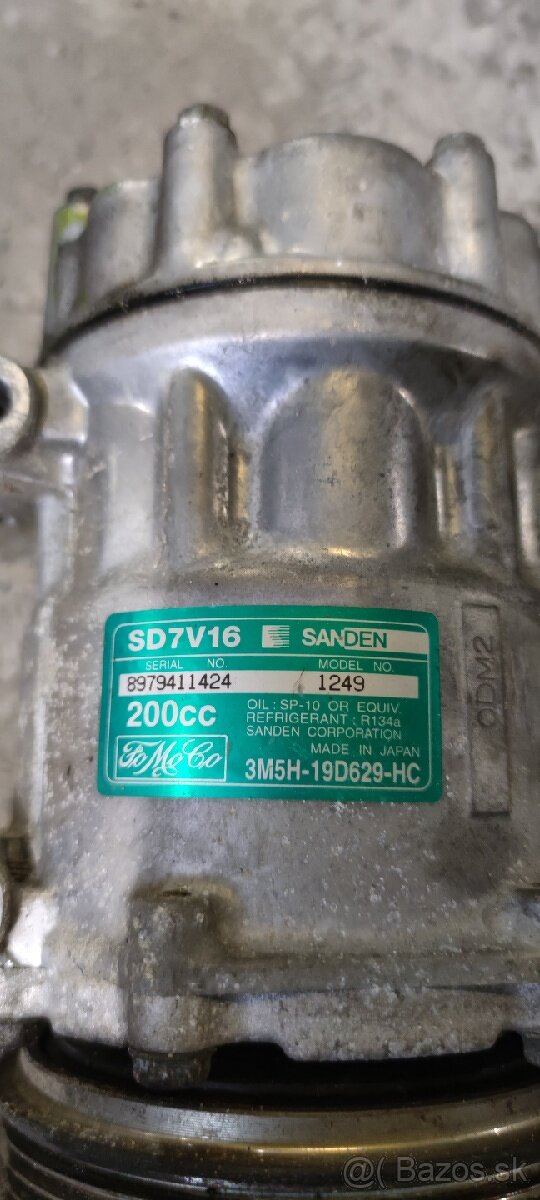 SD7V16 SANDEN
SERIAL NO. MODEL NO.
8979411424 1249
200cc
OIL : SP-10 OR EQUIV.
REFRIGERANT : R134a
SANDEN CORPORATION
MADE IN JAPAN
FoMoCo 3M5H-19D629-HC
ODM2
@ Bazos.sk